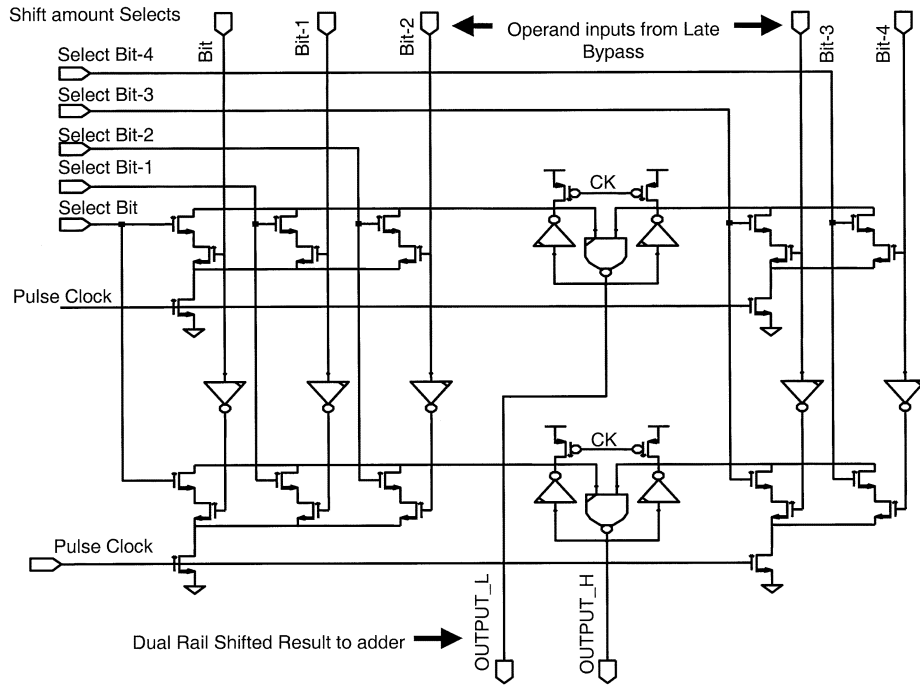 Shift amount Selects
Bit
Bit-1
Bit-2
Operand inputs from Late
Bypass
Bit-3
Bit-4
Select Bit-4
Select Bit-3
Select Bit-2
Select Bit-1
Select Bit
CK
Pulse Clock
CK
Pulse Clock
OUTPUT_L
OUTPUT_H
Dual Rail Shifted Result to adder